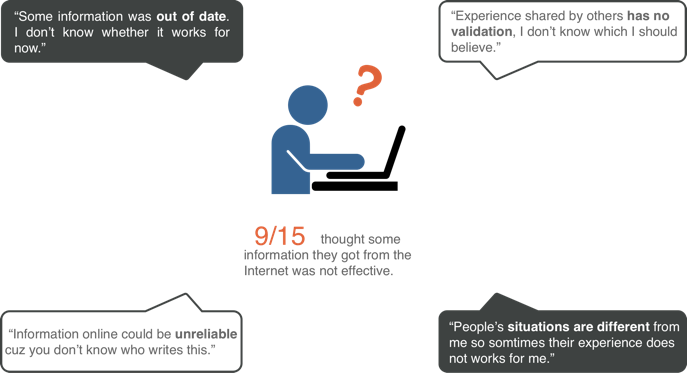 “Some information was out of date.
I don’t know whether it works for
now.”
“Experience shared by others has no
validation, I don’t know which I should
believe.”
?
9/15 thought some
information they got from the
Internet was not effective.
“Information online could be unreliable
cuz you don’t know who writes this.”
“People’s situations are different from
me so somtimes their experience does
not works for me.”